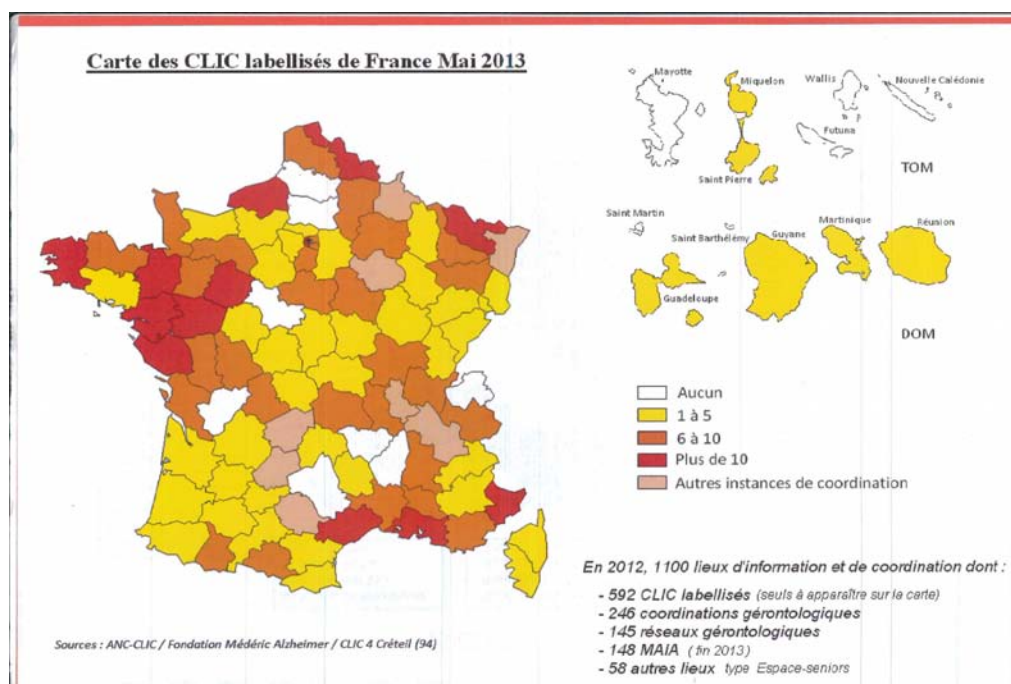 Carte des CLIC labellisés de France Mai 2013
Mayotte
Miquelon
Wallis
Nouvelle Calédonie
Futuna
Saint Pierre
TOM
Saint Martin
Saint Barthélémy
Guyane
Martinique
Réunion
Guadeloupe
DOM
Aucun
1 à 5
6 à 10
Plus de 10
Autres instances de coordination
En 2012, 1100 lieux d'information et de coordination dont :
- 592 CLIC labellisés (seuls à apparaître sur la carte)
- 246 coordinations gérontologiques
- 145 réseaux gérontologiques
- 148 MAIA ( fin 2013)
- 58 autres lieux type Espace-seniors
Sources : ANC-CLIC / Fondation Médéric Alzheimer / CLIC 4 Créteil (94)